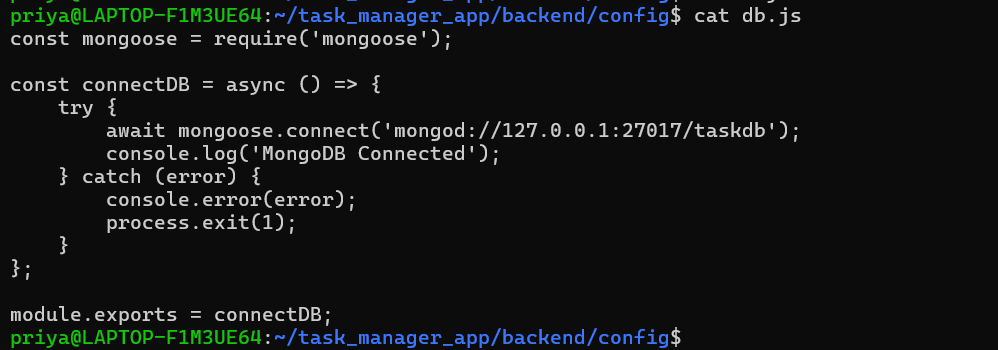 priya@LAPTOP-F1M3UE64:~/task_manager_app/backend/config$ cat db.js
const mongoose = require('mongoose');

const connectDB = async () => {
    try {
        await mongoose.connect('mongod://127.0.0.1:27017/taskdb');
        console.log('MongoDB Connected');
    } catch (error) {
        console.error(error);
        process.exit(1);
    }
};

module.exports = connectDB;
priya@LAPTOP-F1M3UE64:~/task_manager_app/backend/config$